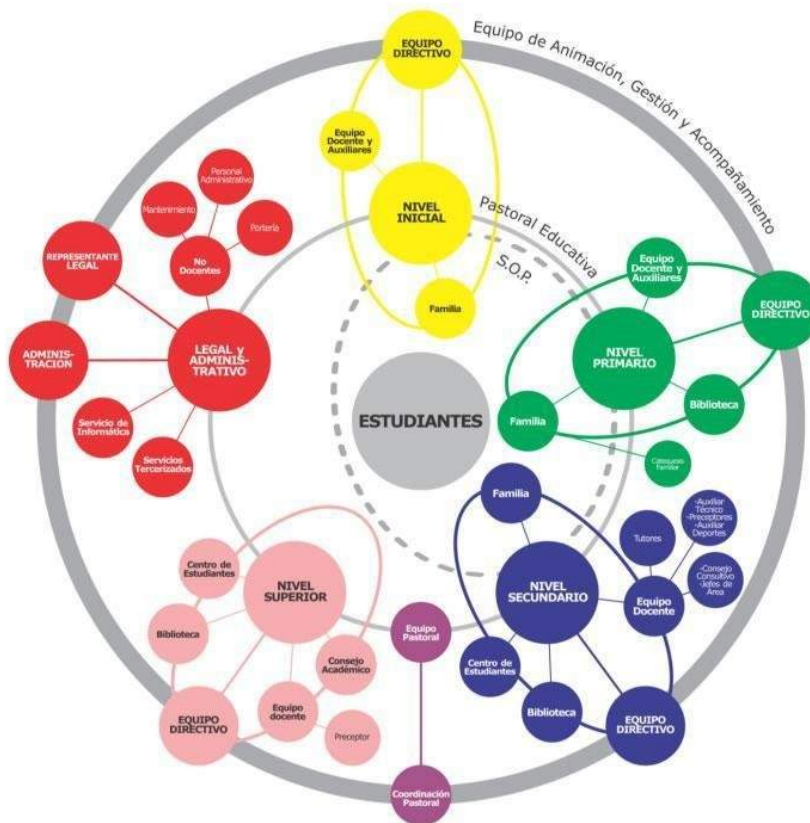 EQUIPO
DIRECTIVO
Equipo de Animación, Gestión y Acompañamiento
Equipo
Docente y
Auxiliares
NIVEL
INICIAL
Familia
Pastoral Educativa
S.O.P.
Personal
Administrativo
Mantenimiento
Portería
No
Docentes
REPRESENTANTE
LEGAL
ADMINIS-
TRACIÓN
LEGAL y
ADMINIS-
TRATIVO
Servicio de
Informática
Servicios
Tercerizados
ESTUDIANTES
Equipo
Docente y
Auxiliares
EQUIPO
DIRECTIVO
NIVEL
PRIMARIO
Biblioteca
Familia
Catequesis
Familiar
Familia
-Auxiliar
Técnico
-Preceptores
-Auxiliar
Deportes
Tutores
-Consejo
Consultivo
-Jefes de
Área
NIVEL
SECUNDARIO
Equipo
Docente
Centro de
Estudiantes
Biblioteca
EQUIPO
DIRECTIVO
Centro de
Estudiantes
NIVEL
SUPERIOR
Biblioteca
Consejo
Académico
Equipo
docente
EQUIPO
DIRECTIVO
Preceptor
Equipo
Pastoral
Coordinación
Pastoral